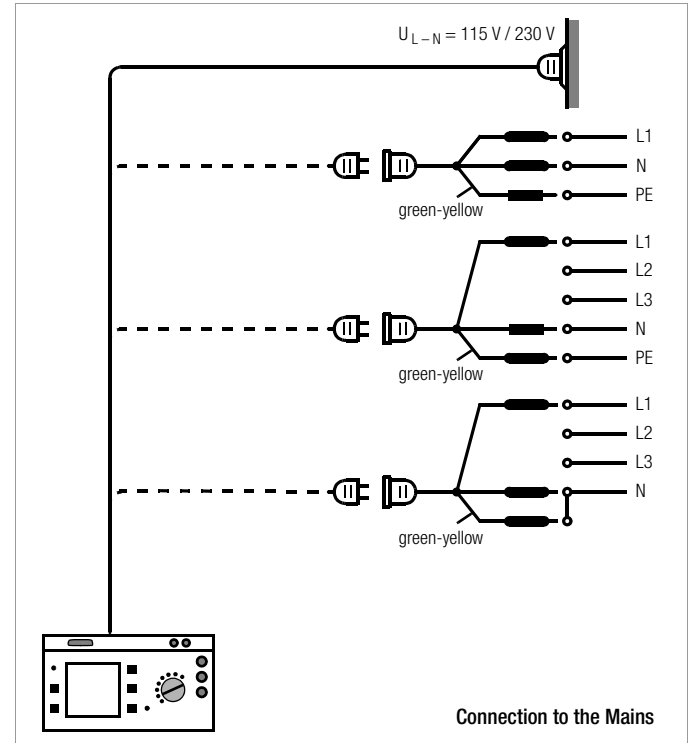 U L – N = 115 V / 230 V
L1
N
PE
green-yellow
L1
L2
L3
N
PE
green-yellow
L1
L2
L3
N
green-yellow
Connection to the Mains